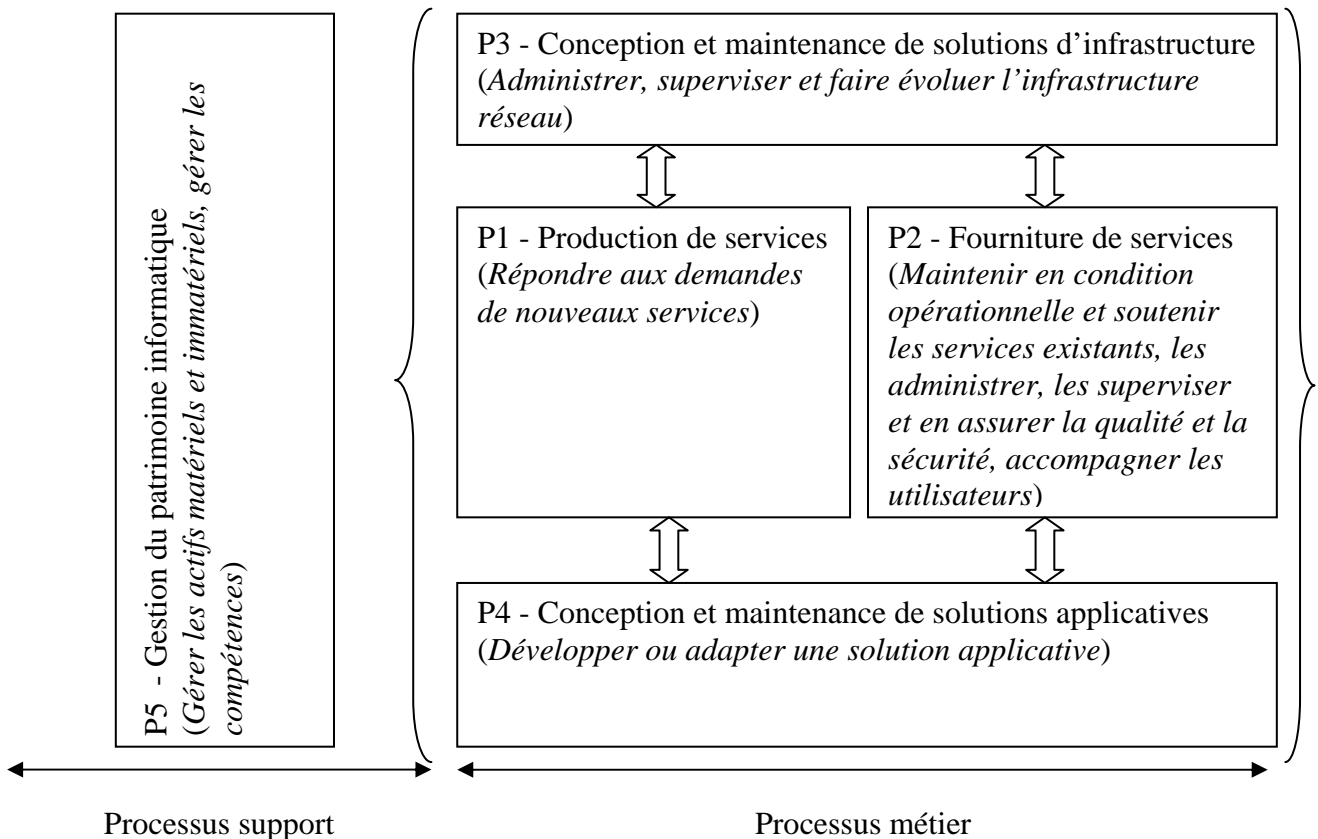 P5 - Gestion du patrimoine informatique
(Gérer les actifs matériels et immatériels, gérer les
compétences)
P3 - Conception et maintenance de solutions d’infrastructure
(Administrer, superviser et faire évoluer l’infrastructure
réseau)
P1 - Production de services
(Répondre aux demandes
de nouveaux services)
P2 - Fourniture de services
(Maintenir en condition
opérationnelle et soutenir
les services existants, les
administrer, les superviser
et en assurer la qualité et la
sécurité, accompagner les
utilisateurs)
P4 - Conception et maintenance de solutions applicatives
(Développer ou adapter une solution applicative)
Processus support
Processus métier